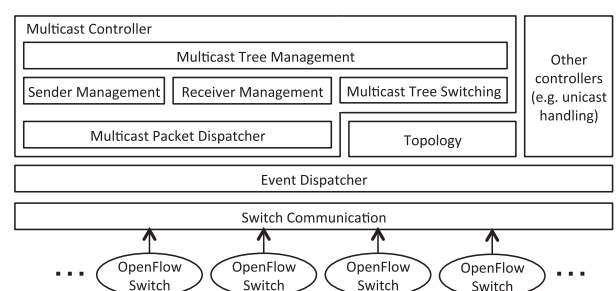 Multicast Controller
Multicast Tree Management
Sender Management
Receiver Management
Multicast Tree Switching
Multicast Packet Dispatcher
Topology
Other
controllers
(e.g. unicast
handling)
Event Dispatcher
Switch Communication
...
OpenFlow
Switch
OpenFlow
Switch
OpenFlow
Switch
OpenFlow
Switch
...